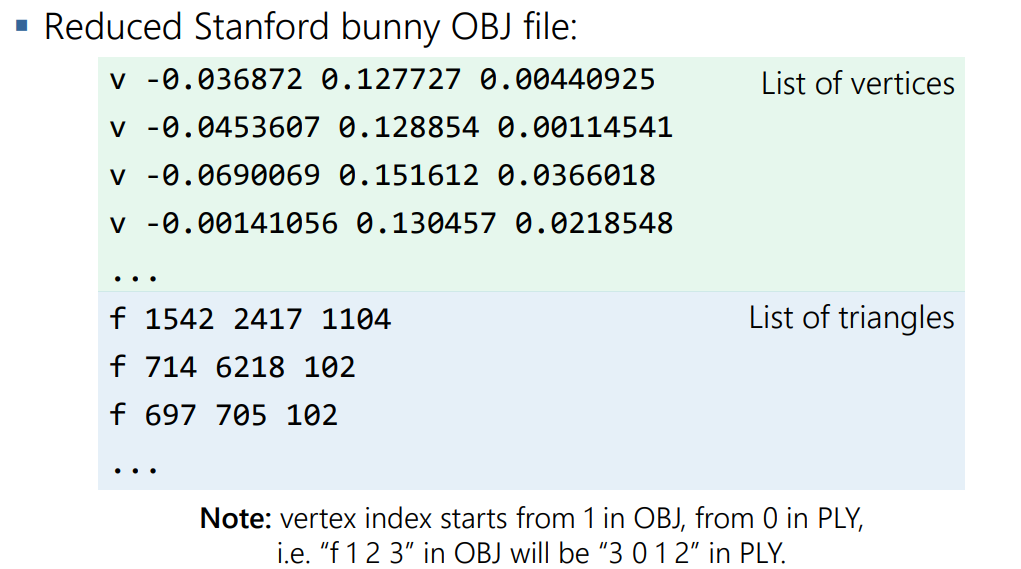 ▪ Reduced Stanford bunny OBJ file:
v -0.036872 0.127727 0.00440925
List of vertices
v -0.0453607 0.128854 0.00114541
v -0.0690069 0.151612 0.0366018
v -0.00141056 0.130457 0.0218548
...
f 1542 2417 1104
List of triangles
f 714 6218 102
f 697 705 102
...
Note: vertex index starts from 1 in OBJ, from 0 in PLY,
i.e. “f 1 2 3” in OBJ will be “3 0 1 2” in PLY.